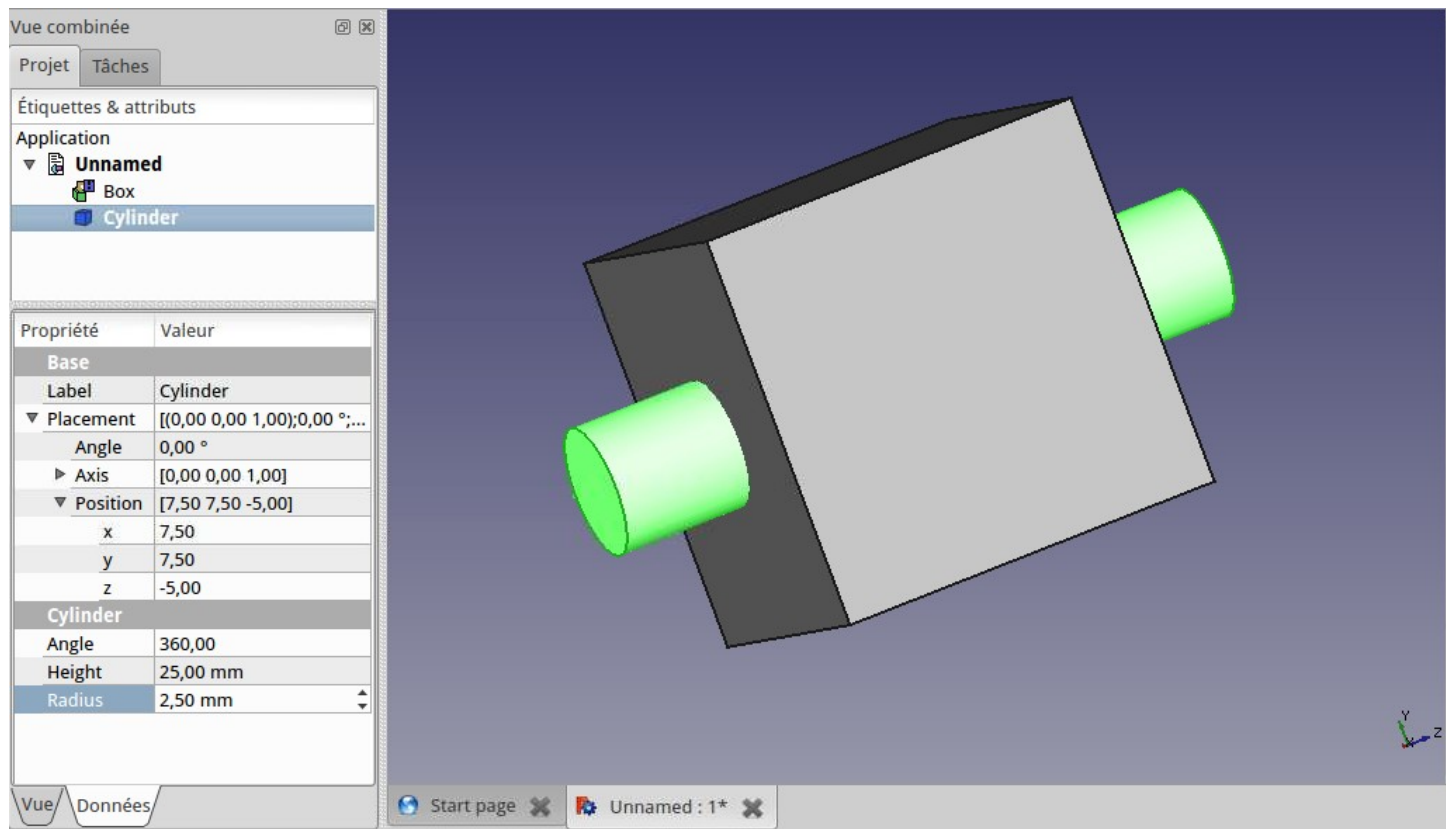 Vue combinée
Projet Tâches
Étiquettes & attributs
Application
Unnamed
Box
Cylinder
Propriété Valeur
Base
Label Cylinder
Placement [(0,00 0,00 1,00);0,00 °;...
Angle 0,00 °
Axis [0,00 0,00 1,00]
Position [7,50 7,50 -5,00]
x 7,50
y 7,50
z -5,00
Cylinder
Angle 360,00
Height 25,00 mm
Radius 2,50 mm
Y
Z
X
Vue Données
Start page Unnamed : 1*